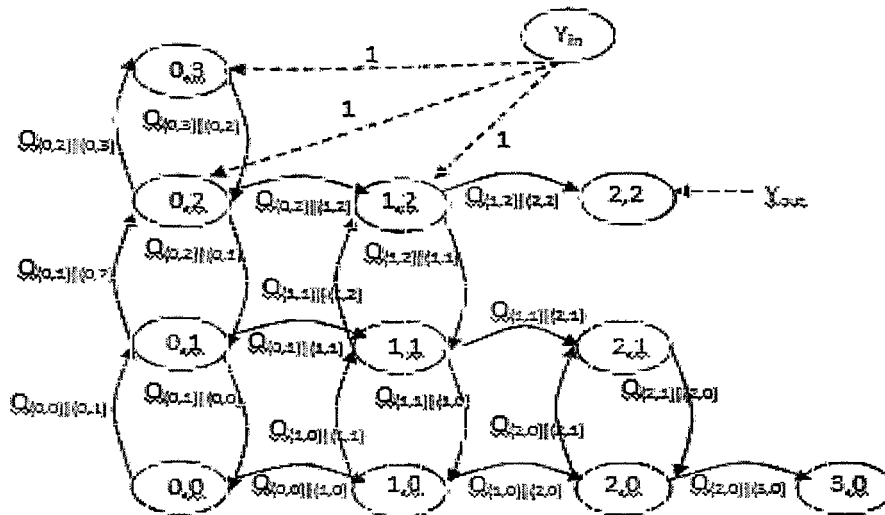 Yin
0,3
1
Q(0,3)||(0,2)
Q(0,2)||(0,3)
1
1
0,2
Q(0,2)||(1,2)
1,2
Q(1,2)||(2,2)
2,2
Yout
Q(0,2)||(0,1)
Q(1,2)||(1,1)
Q(0,1)||(0,2)
Q(1,1)||(1,2)
Q(1,1)||(2,1)
0,1
Q(0,1)||(1,1)
1,1
2,1
Q(0,0)||(0,1)
Q(0,1)||(0,0)
Q(1,1)||(1,0)
Q(2,1)||(2,0)
Q(1,0)||(1,1)
Q(2,0)||(2,1)
0,0
Q(0,0)||(1,0)
1,0
Q(1,0)||(2,0)
2,0
Q(2,0)||(3,0)
3,0